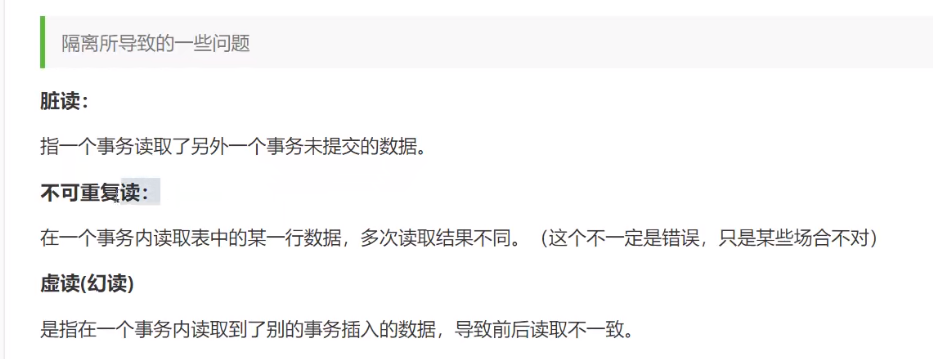 隔离所导致的一些问题
脏读：
指一个事务读取了另外一个事务未提交的数据。
不可重复读：
在一个事务内读取表中的某一行数据，多次读取结果不同。（这个不一定是错误，只是某些场合不对）
虚读(幻读)
是指在一个事务内读取到了别的事务插入的数据，导致前后读取不一致。